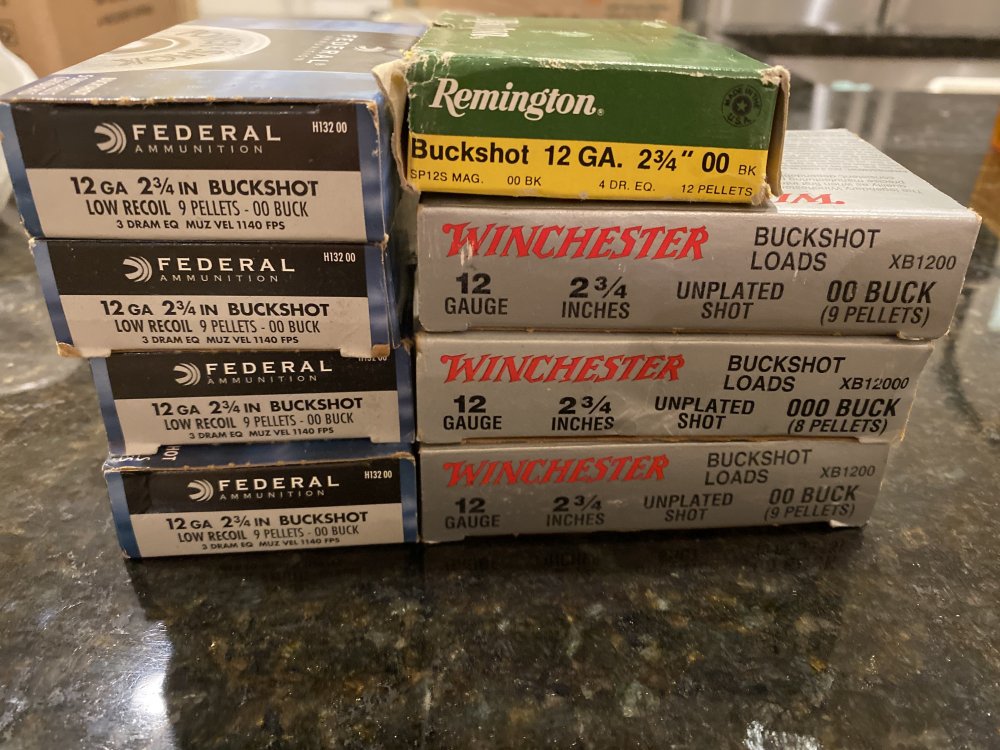 FEDERAL
AMMUNITION
H132 00
12 GA 2¾ IN BUCKSHOT
LOW RECOIL 9 PELLETS - 00 BUCK
3 DRAM EQ MUZ VEL 1140 FPS
FEDERAL
AMMUNITION
H132 00
12 GA 2¾ IN BUCKSHOT
LOW RECOIL 9 PELLETS - 00 BUCK
3 DRAM EQ MUZ VEL 1140 FPS
FEDERAL
AMMUNITION
12 GA 2¾ IN BUCKSHOT
LOW RECOIL 9 PELLETS - 00 BUCK
3 DRAM EQ MUZ VEL 1140 FPS
FEDERAL
AMMUNITION
H132 00
12 GA 2¾ IN BUCKSHOT
LOW RECOIL 9 PELLETS - 00 BUCK
3 DRAM EQ MUZ VEL 1140 FPS
FEDERAL
Remington®
MADE IN THE U.S.A.
Buckshot 12 GA. 2¾" 00 BK
SP12S MAG. 00 BK 4 DR. EQ. 12 PELLETS
WINCHESTER BUCKSHOT LOADS XB1200
12 GAUGE 2¾ INCHES UNPLATED SHOT 00 BUCK (9 PELLETS)
WINCHESTER BUCKSHOT LOADS XB12000
12 GAUGE 2¾ INCHES UNPLATED SHOT 000 BUCK (8 PELLETS)
WINCHESTER BUCKSHOT LOADS XB1200
12 GAUGE 2¾ INCHES UNPLATED SHOT 00 BUCK (9 PELLETS)